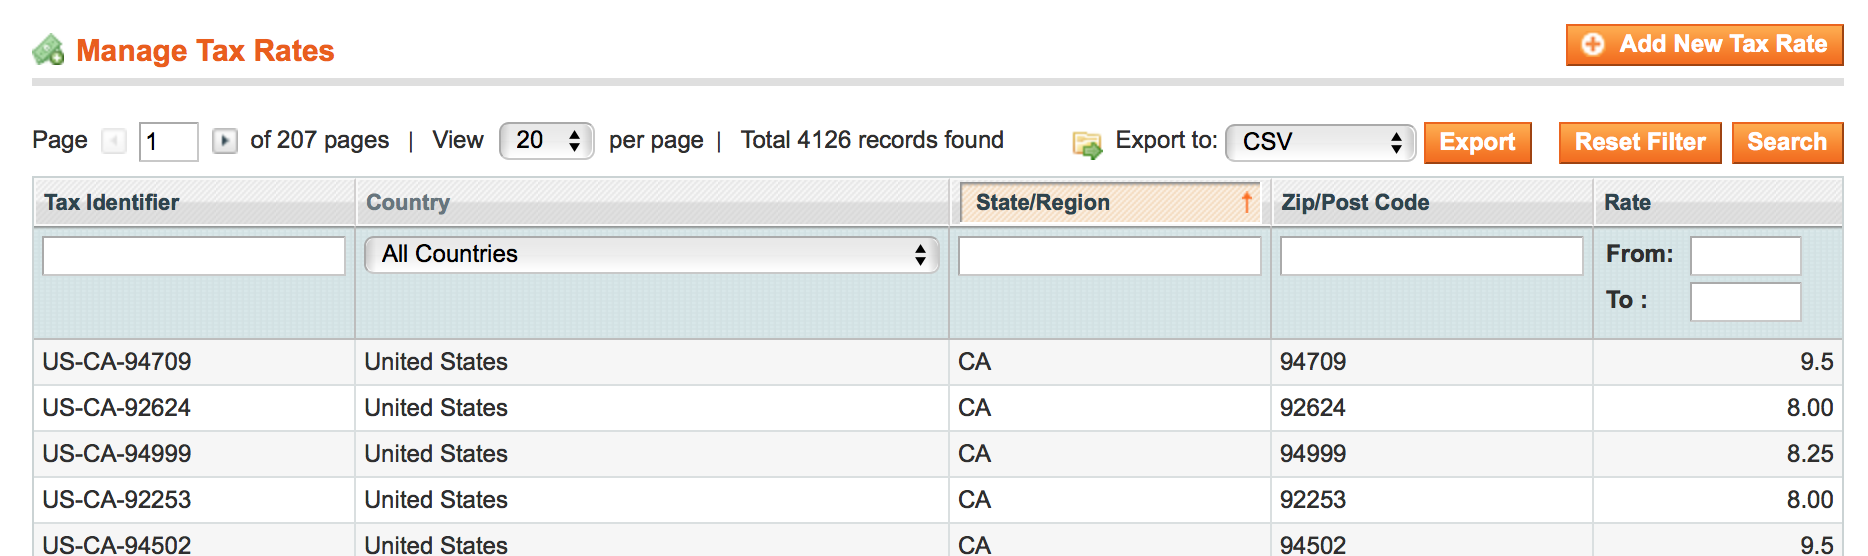 Manage Tax Rates
Add New Tax Rate
Page 1 of 207 pages | View 20 per page | Total 4126 records found Export to: CSV Export Reset Filter Search
Tax Identifier Country State/Region Zip/Post Code Rate
All Countries From:
To :
US-CA-94709 United States CA 94709 9.5
US-CA-92624 United States CA 92624 8.00
US-CA-94999 United States CA 94999 8.25
US-CA-92253 United States CA 92253 8.00
US-CA-94502 United States CA 94502 9.5